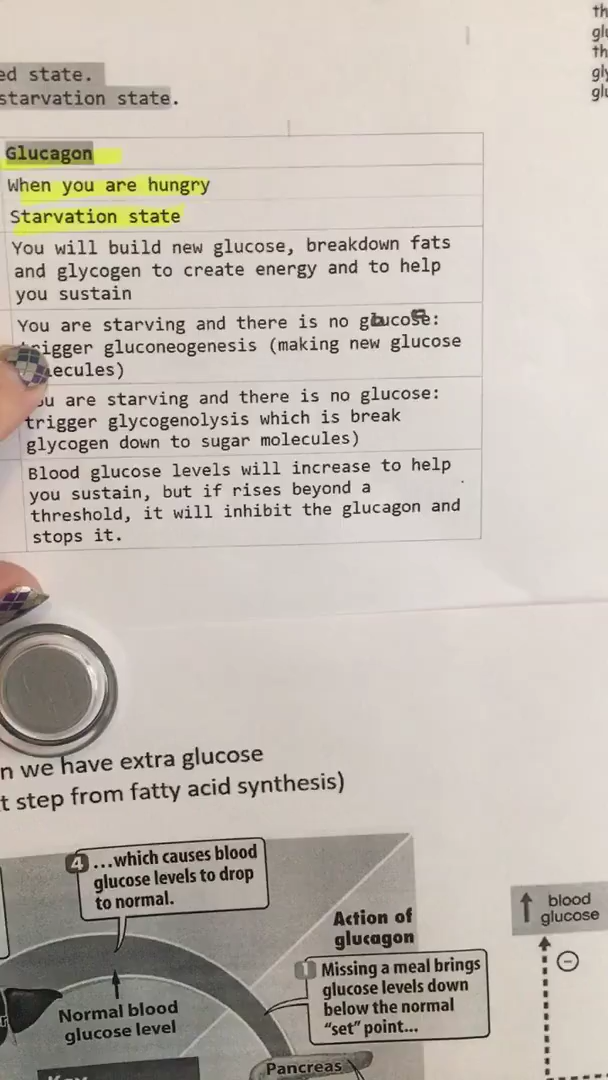 ed state.
starvation state.
Glucagon
When you are hungry
Starvation state
You will build new glucose, breakdown fats
and glycogen to create energy and to help
you sustain
You are starving and there is no glucose:
trigger gluconeogenesis (making new glucose
molecules)
You are starving and there is no glucose:
trigger glycogenolysis which is break
glycogen down to sugar molecules)
Blood glucose levels will increase to help
you sustain, but if rises beyond a
threshold, it will inhibit the glucagon and
stops it.
n we have extra glucose
t step from fatty acid synthesis)
4 ...which causes blood
glucose levels to drop
to normal.
Action of
glucagon
1 Missing a meal brings
glucose levels down
below the normal
“set” point...
Normal blood
glucose level
Pancreas
↑ blood
glucose